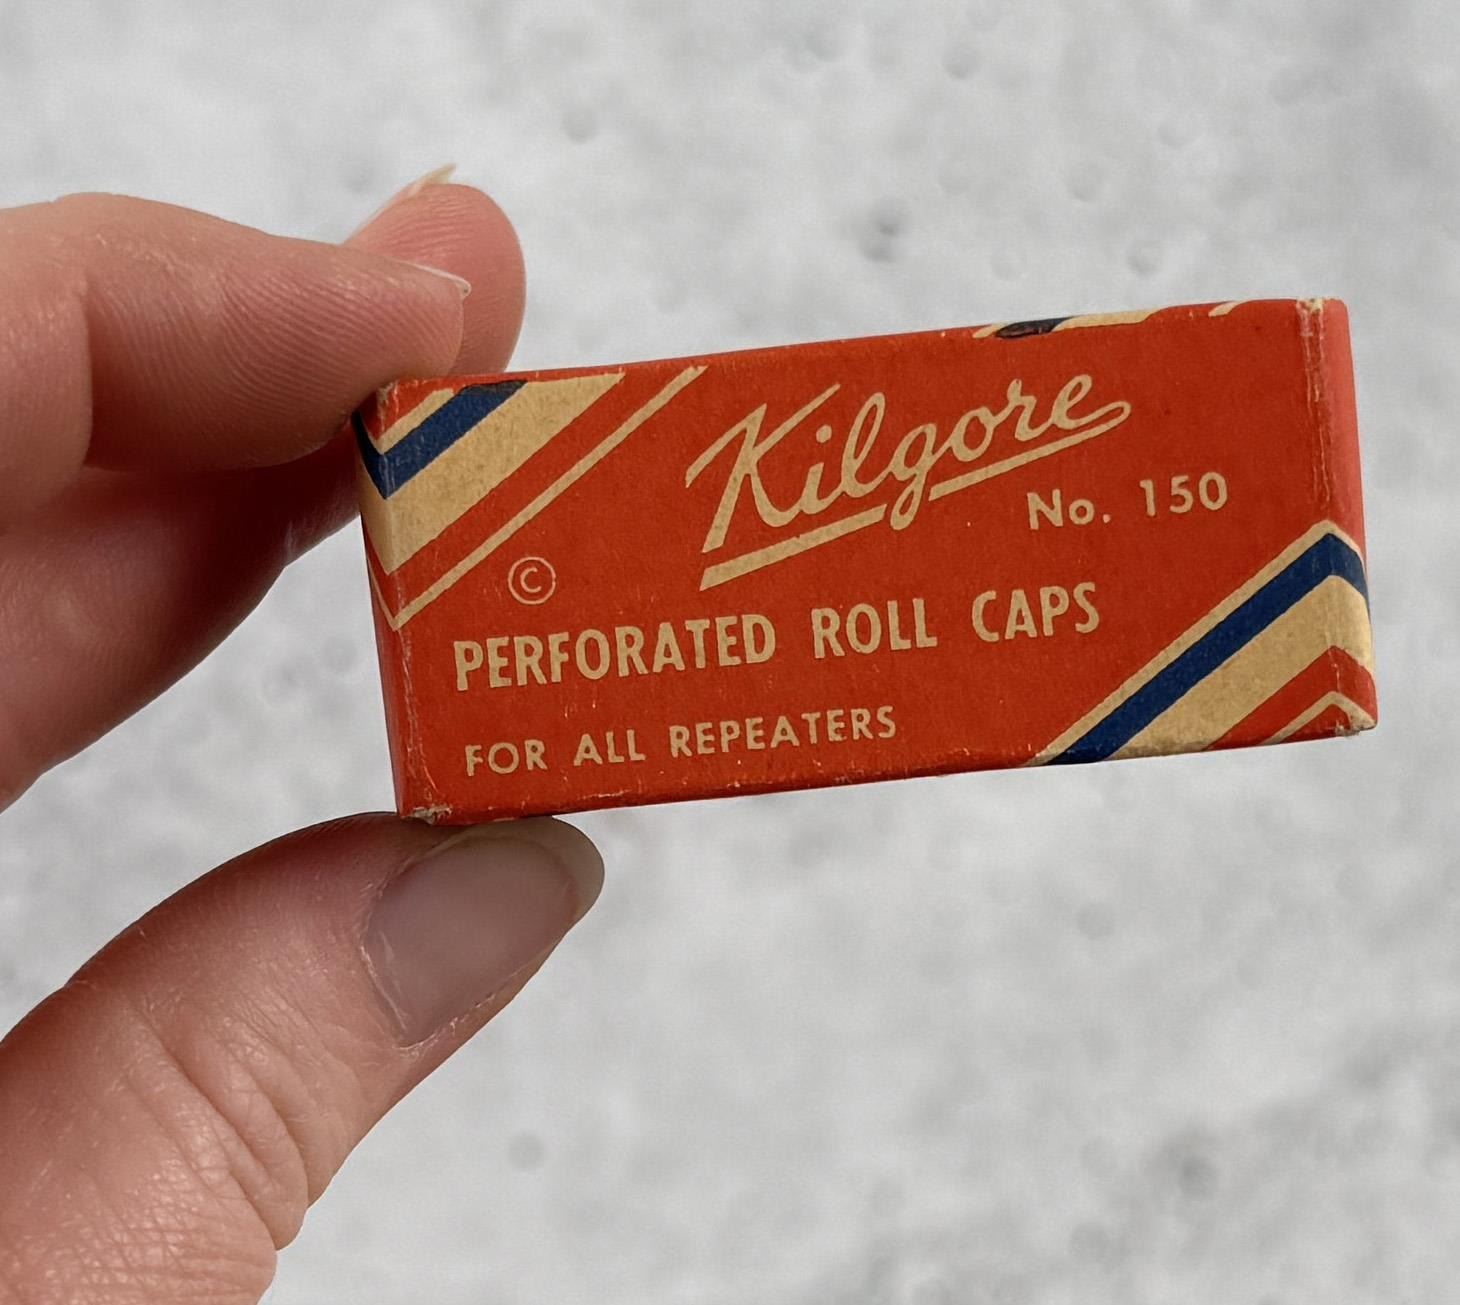 Kilgore
No. 150
©
PERFORATED ROLL CAPS
FOR ALL REPEATERS